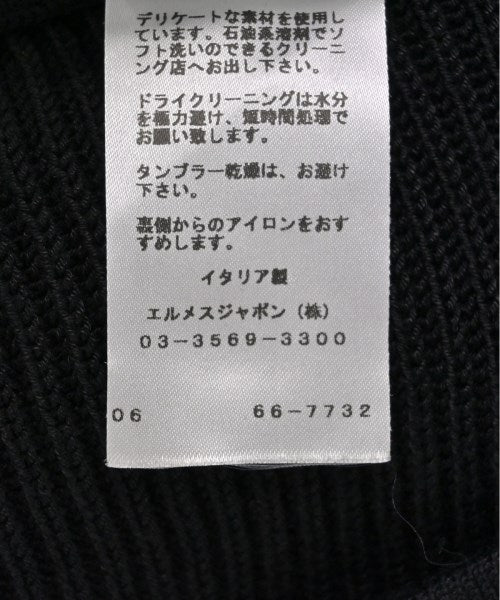 デリケートな素材を使用し
ています。石油系溶剤でソ
フト洗いのできるクリーニ
ング店へお出し下さい。
ドライクリーニングは水分
を極力避け、短時間処理で
お願い致します。
タンブラー乾燥は、お避け
下さい。
裏側からのアイロンをおす
すめします。
イタリア製
エルメスジャポン（株）
03-3569-3300
06 66-7732